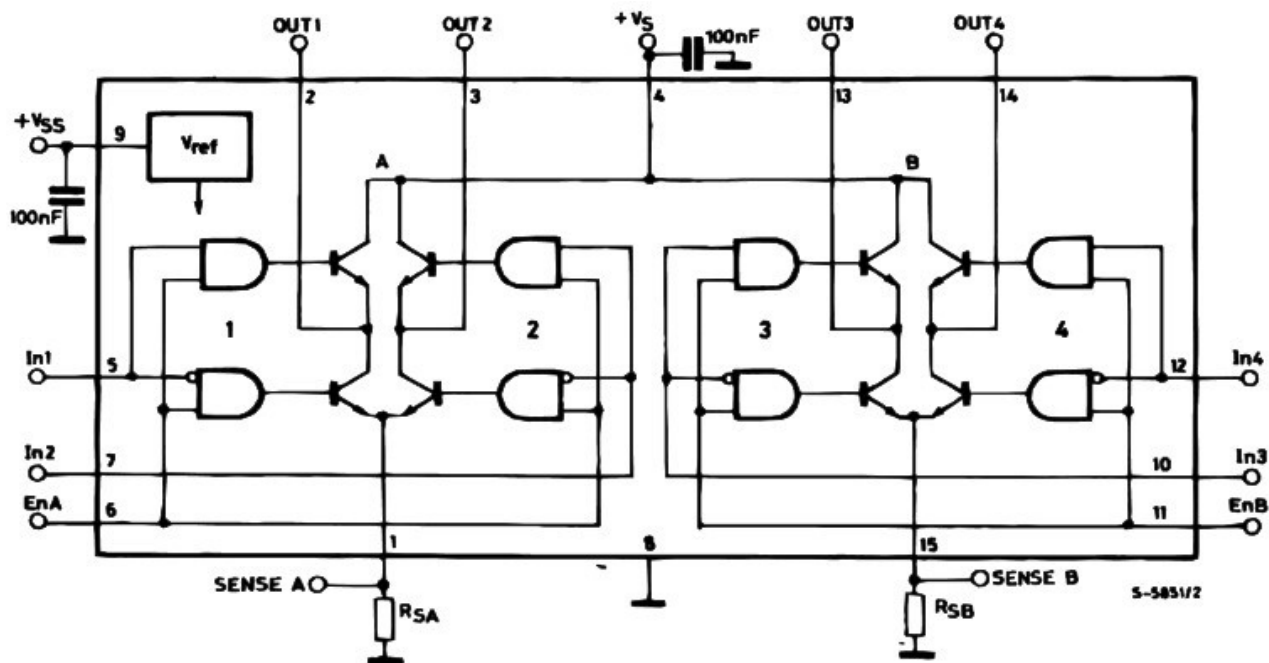 OUT1 OUT2 +VS 100nF OUT3 OUT4
2 3 4 13 14
+VSS 9 Vref
A B
100nF
1 2 3 4
In1 5 12 In4
In2 7 10 In3
EnA 6 11 EnB
1 8 15
SENSE A SENSE B S-5851/2
RSA RSB